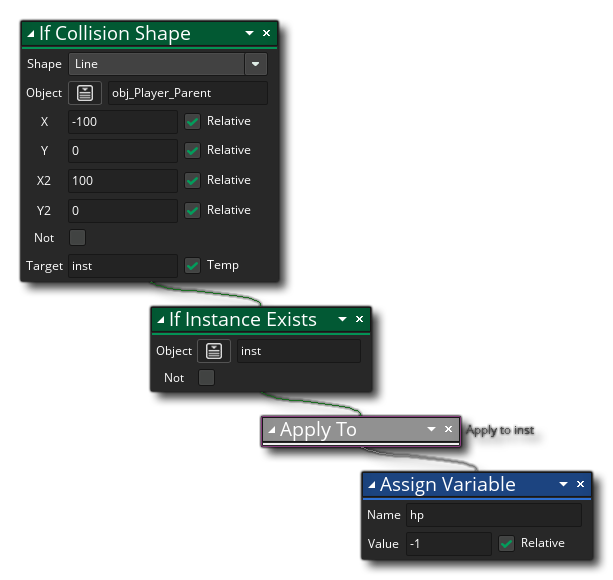 If Collision Shape
Shape Line
Object obj_Player_Parent
X -100 Relative
Y 0 Relative
X2 100 Relative
Y2 0 Relative
Not
Target inst Temp
If Instance Exists
Object inst
Not
Apply To Apply to inst
Assign Variable
Name hp
Value -1 Relative